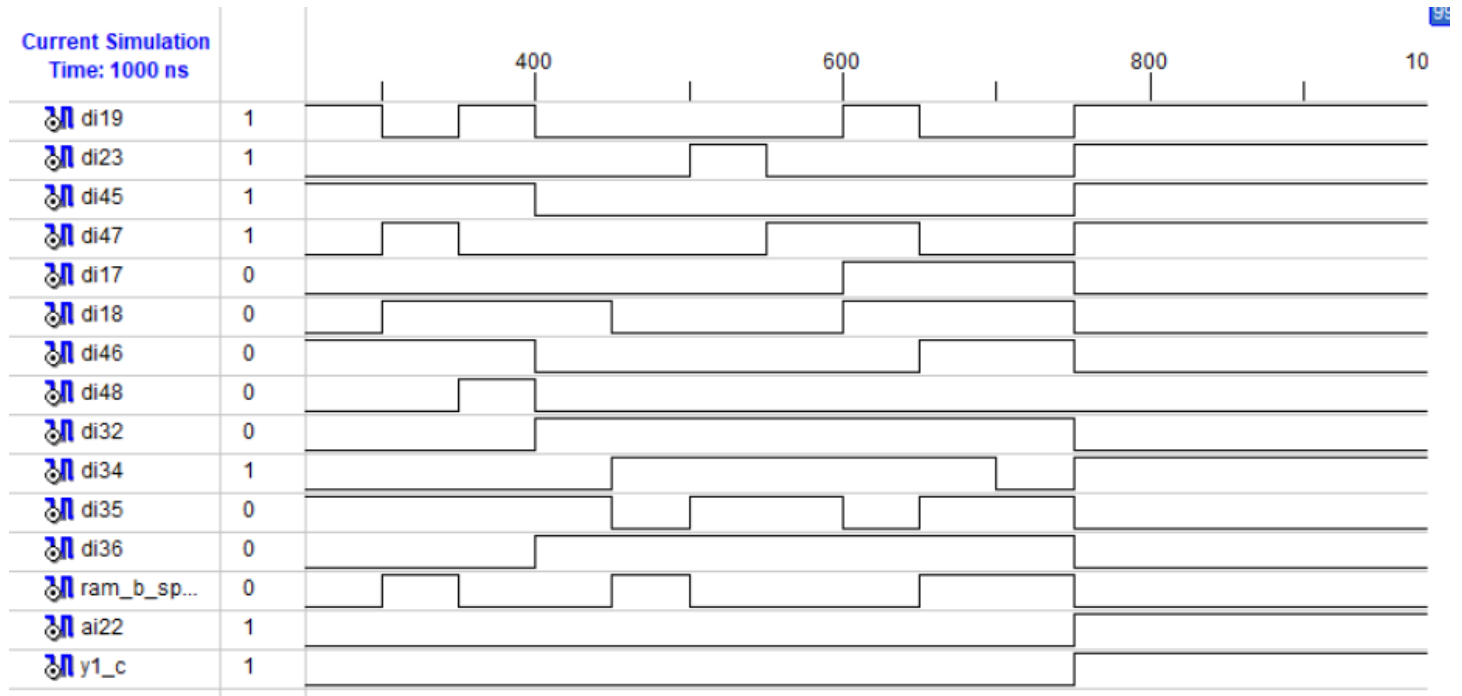 99
Current Simulation
Time: 1000 ns
400 600 800 10
di19 1
di23 1
di45 1
di47 1
di17 0
di18 0
di46 0
di48 0
di32 0
di34 1
di35 0
di36 0
ram_b_sp... 0
ai22 1
y1_c 1